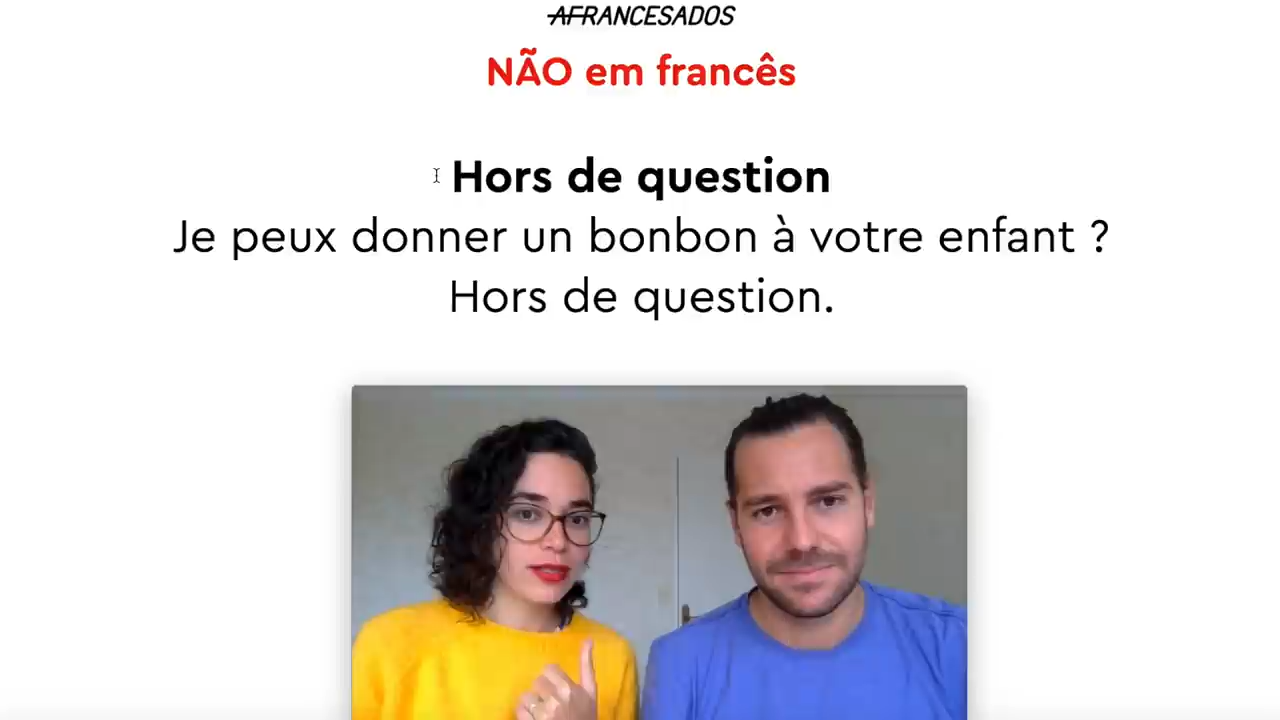 AFRANCESADOS
NÃO em francês
Hors de question
Je peux donner un bonbon à votre enfant ?
Hors de question.